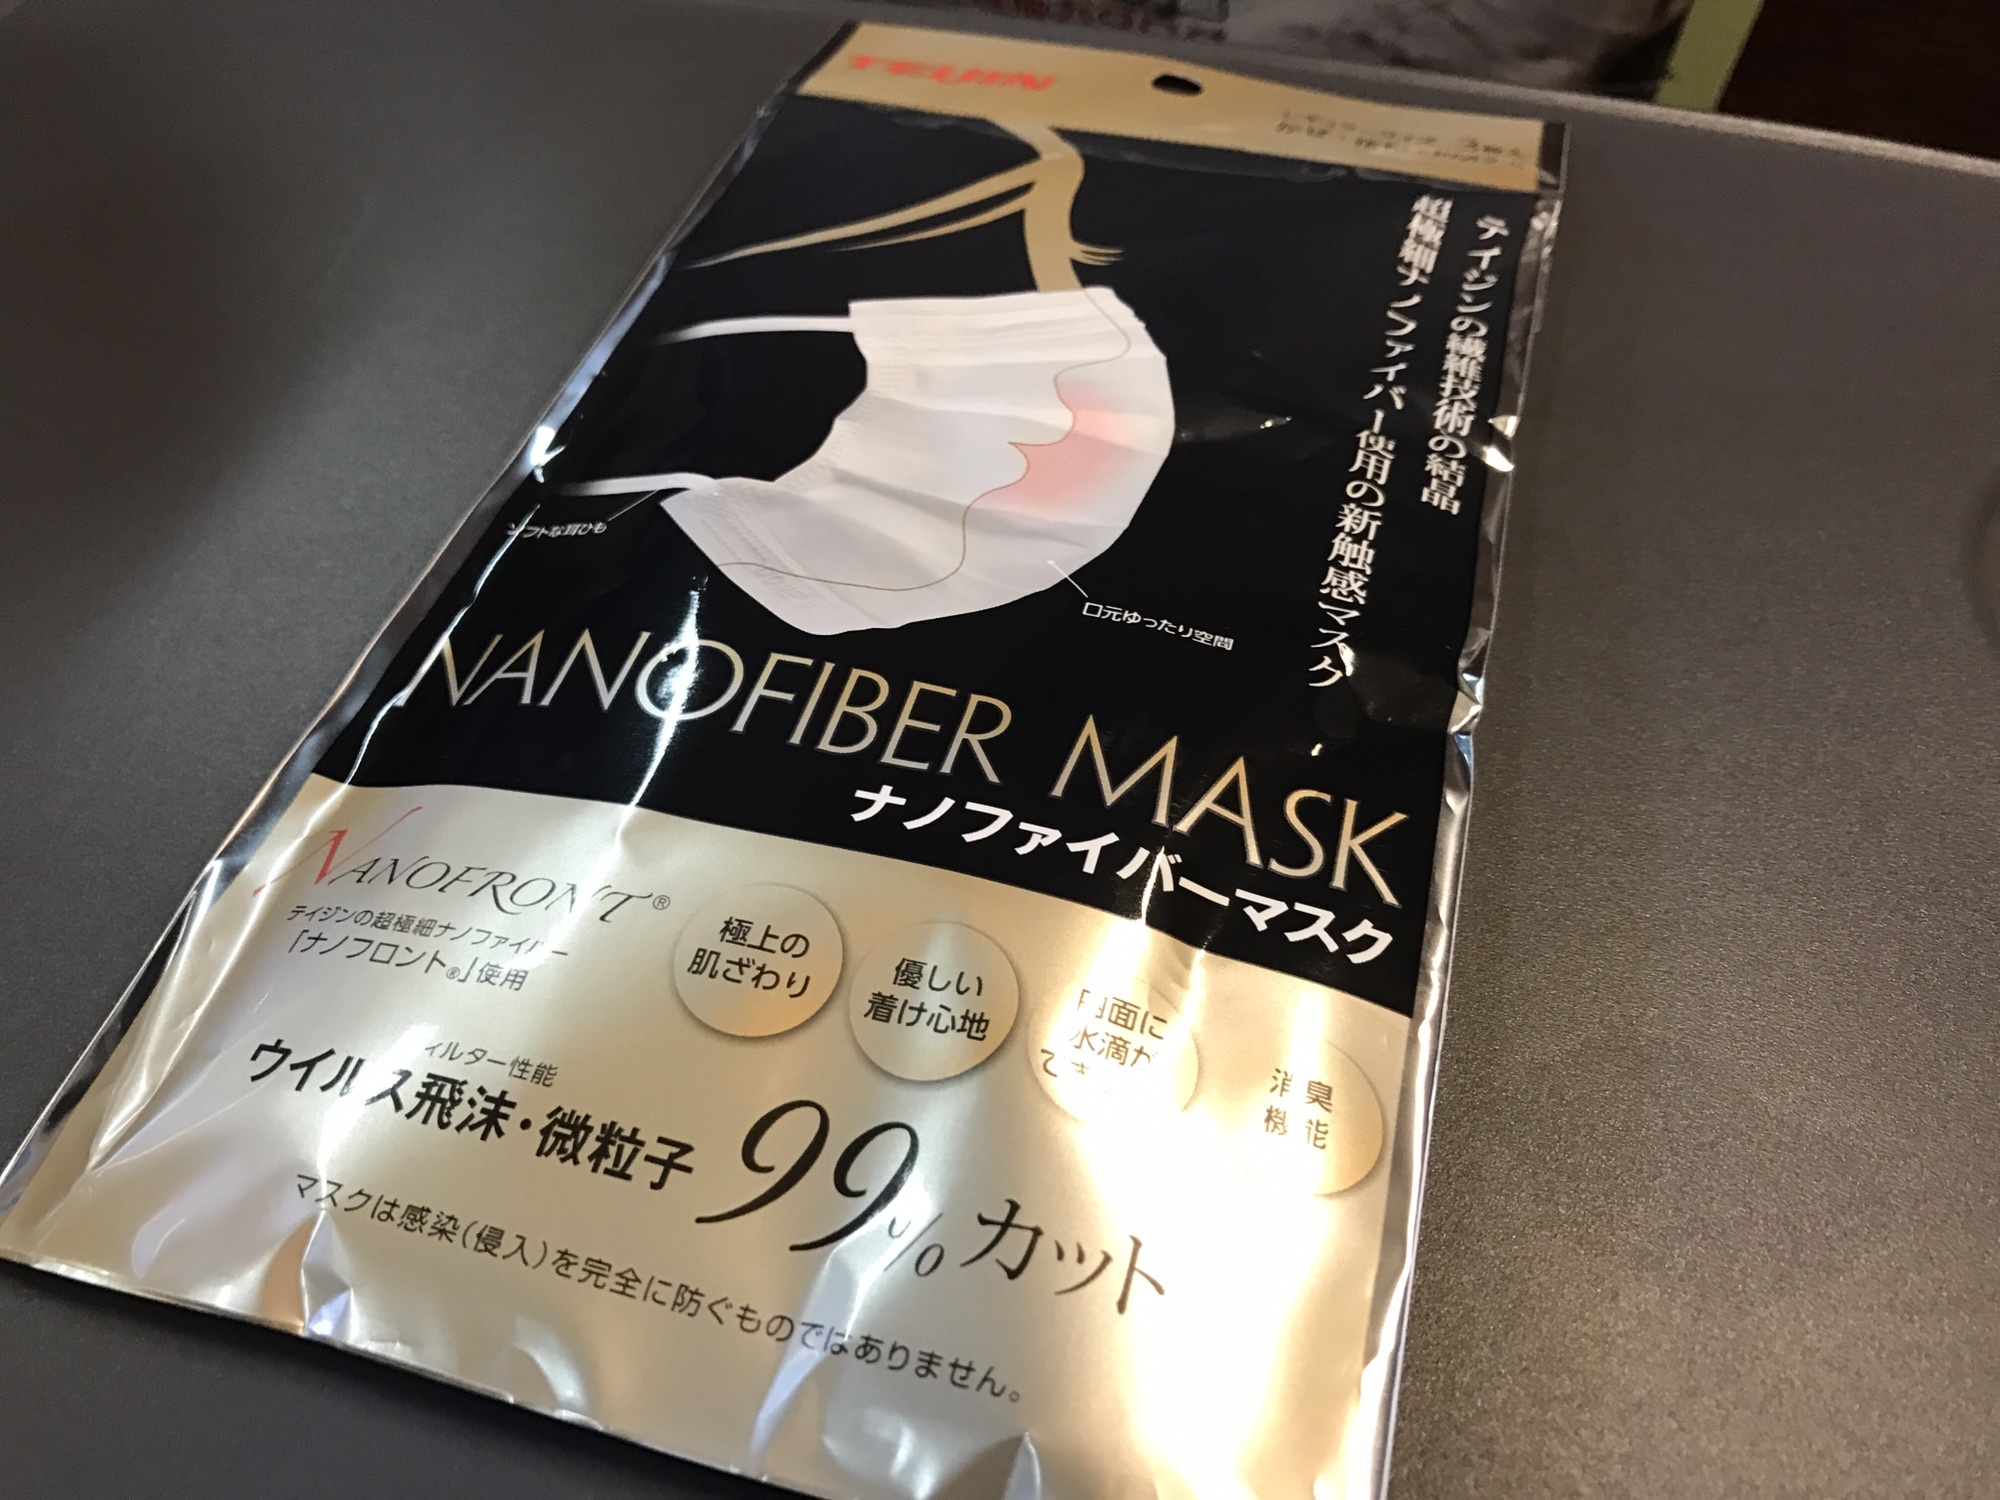 TEIJIN
テイジンの繊維技術の結晶
超極細ナノファイバー使用の新触感マスク
ソフトな耳ひも
口元ゆったり空間
NANOFIBER MASK
ナノファイバーマスク
NANOFRONT®
テイジンの超極細ナノファイバー
「ナノフロント®」使用
極上の
肌ざわり
優しい
着け心地
内面に
水滴が
消臭
機能
フィルター性能
ウイルス飛沫・微粒子 99% カット
マスクは感染(侵入)を完全に防ぐものではありません。